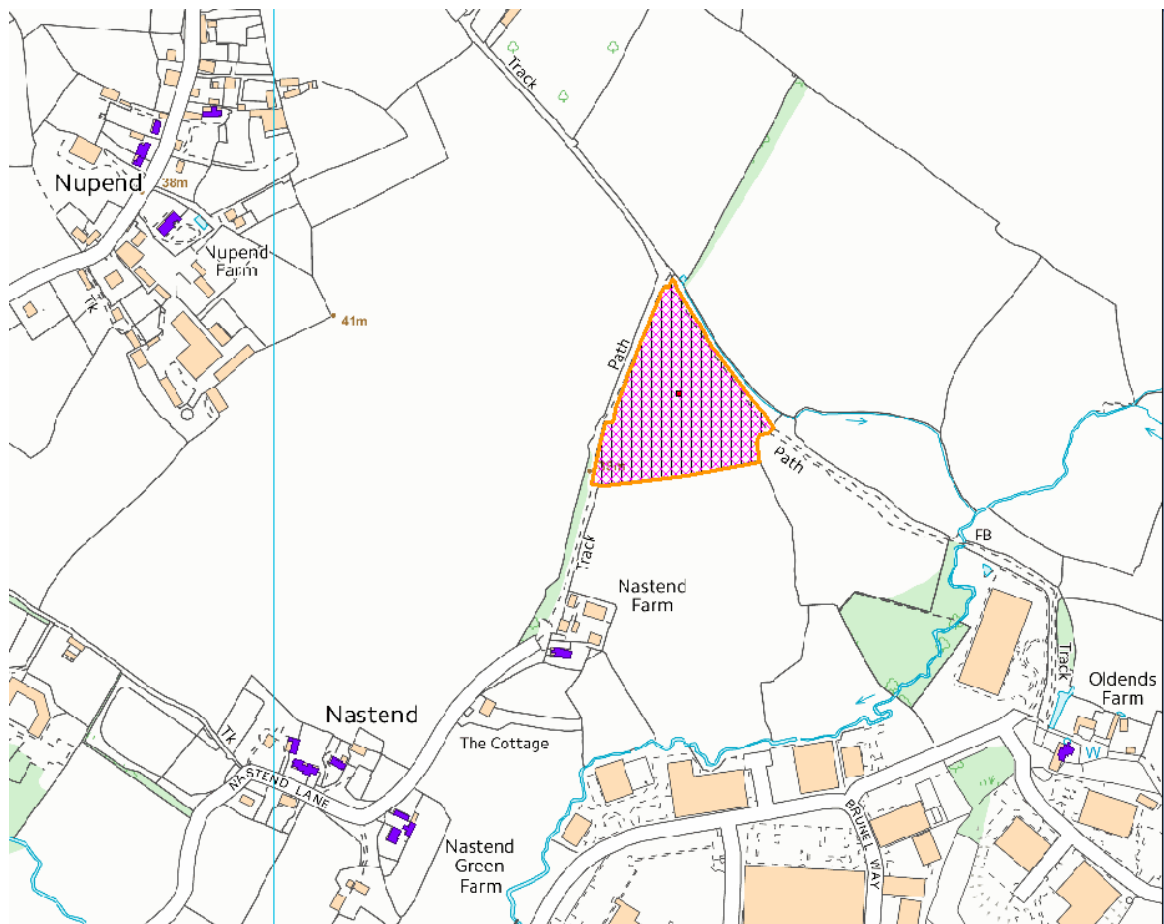 Track
Nupend
38m
Nupend
Farm
Tk
41m
Path
Path
Track
FB
Nastend
Farm
Track
Oldends
Farm
Nastend
Tk
The Cottage
NASTEND LANE
W
BRUNEL WAY
Nastend
Green
Farm